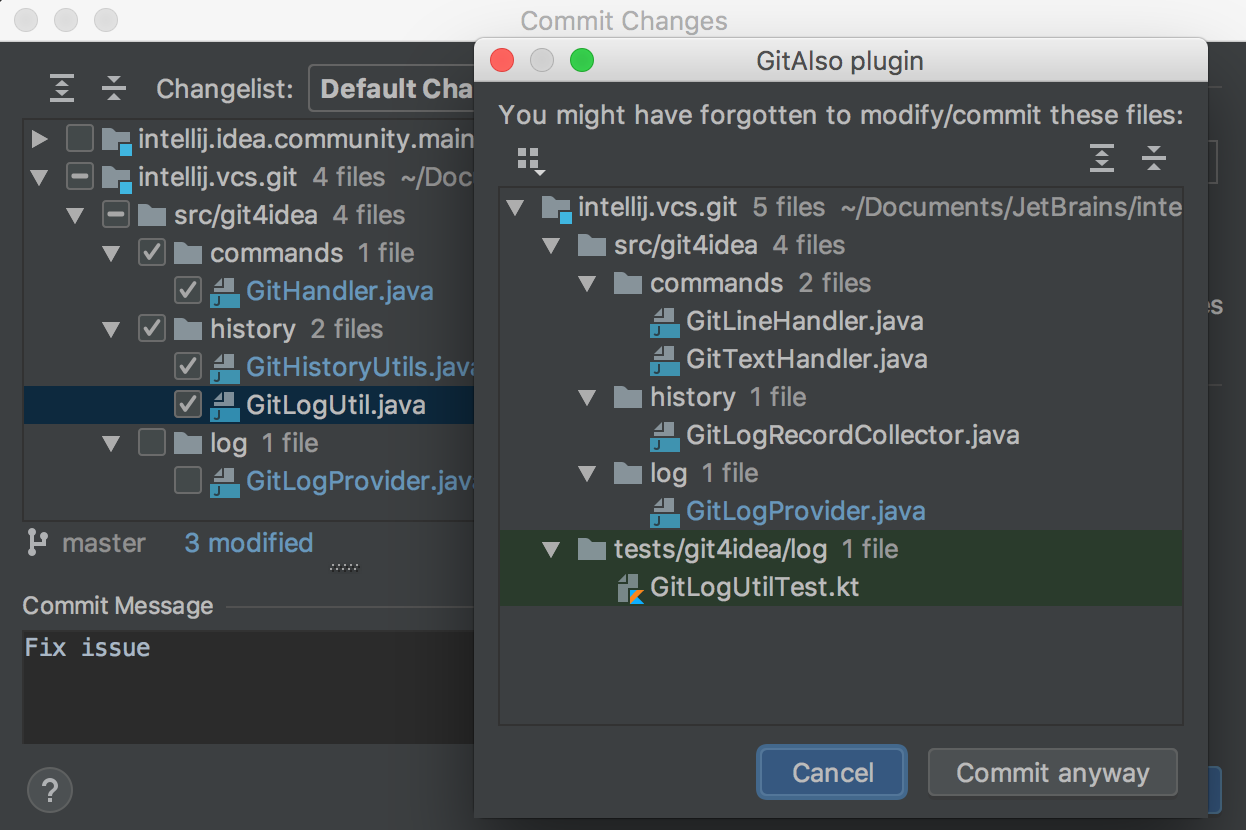 Commit Changes
Changelist: Default Cha
intellij.idea.community.main
intellij.vcs.git 4 files ~/Doc
src/git4idea 4 files
commands 1 file
GitHandler.java
history 2 files
GitHistoryUtils.java
GitLogUtil.java
log 1 file
GitLogProvider.java
master 3 modified
Commit Message
Fix issue
?
GitAlso plugin
You might have forgotten to modify/commit these files:
intellij.vcs.git 5 files ~/Documents/JetBrains/inte
src/git4idea 4 files
commands 2 files
GitLineHandler.java
GitTextHandler.java
history 1 file
GitLogRecordCollector.java
log 1 file
GitLogProvider.java
tests/git4idea/log 1 file
GitLogUtilTest.kt
Cancel
Commit anyway